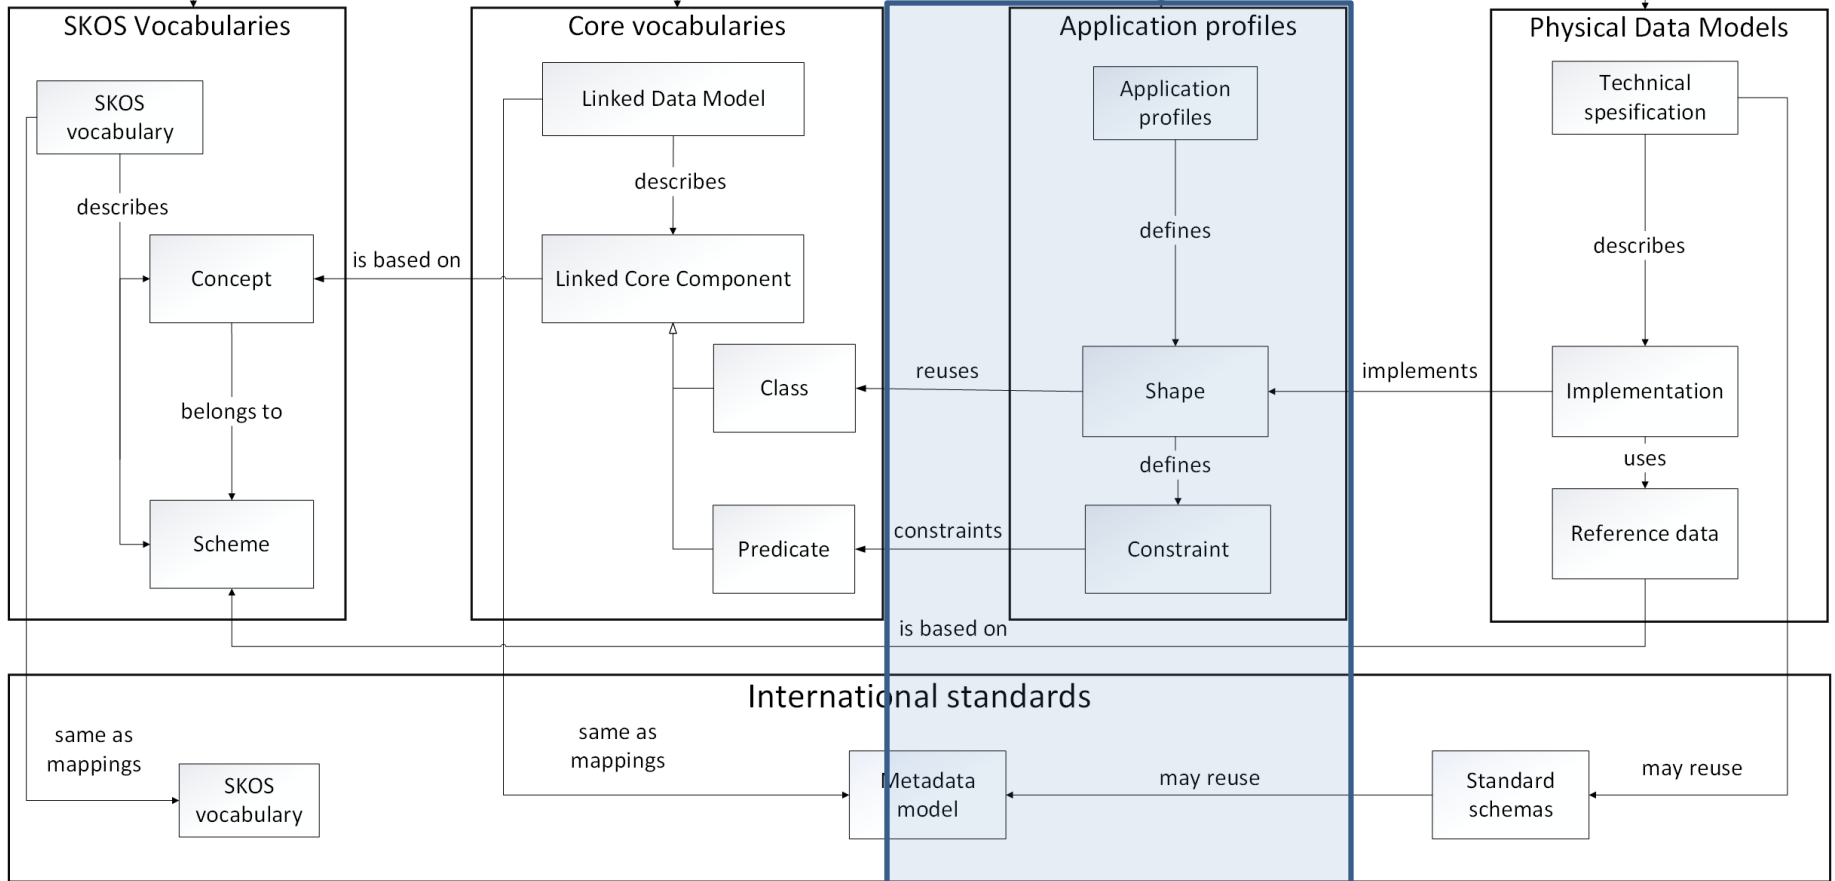 SKOS Vocabularies
SKOS
vocabulary
describes
Concept
belongs to
Scheme
is based on
Core vocabularies
Linked Data Model
describes
Linked Core Component
Class
Predicate
reuses
constraints
Application profiles
Application
profiles
defines
Shape
defines
Constraint
implements
Physical Data Models
Technical
spesification
describes
Implementation
uses
Reference data
is based on
International standards
same as
mappings
SKOS
vocabulary
same as
mappings
Metadada
model
may reuse
Standard
schemas
may reuse